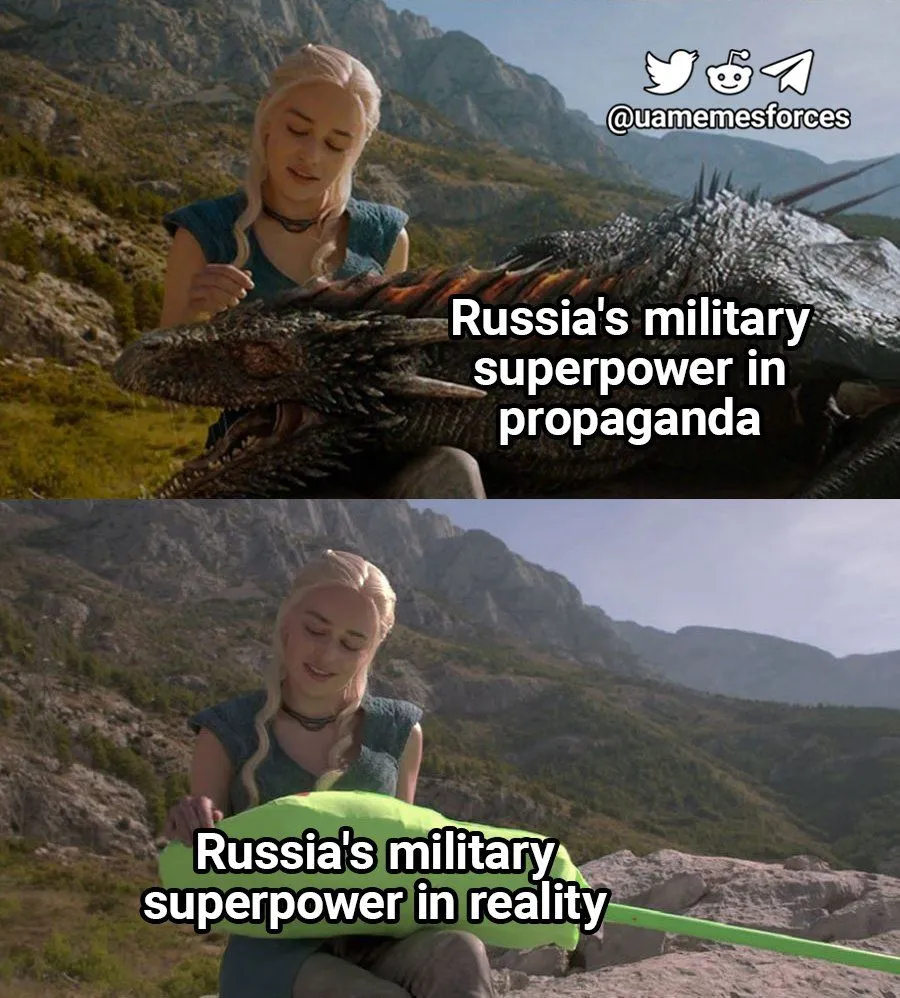 @uamemesforces
Russia's military
superpower in
propaganda
Russia's military
superpower in reality